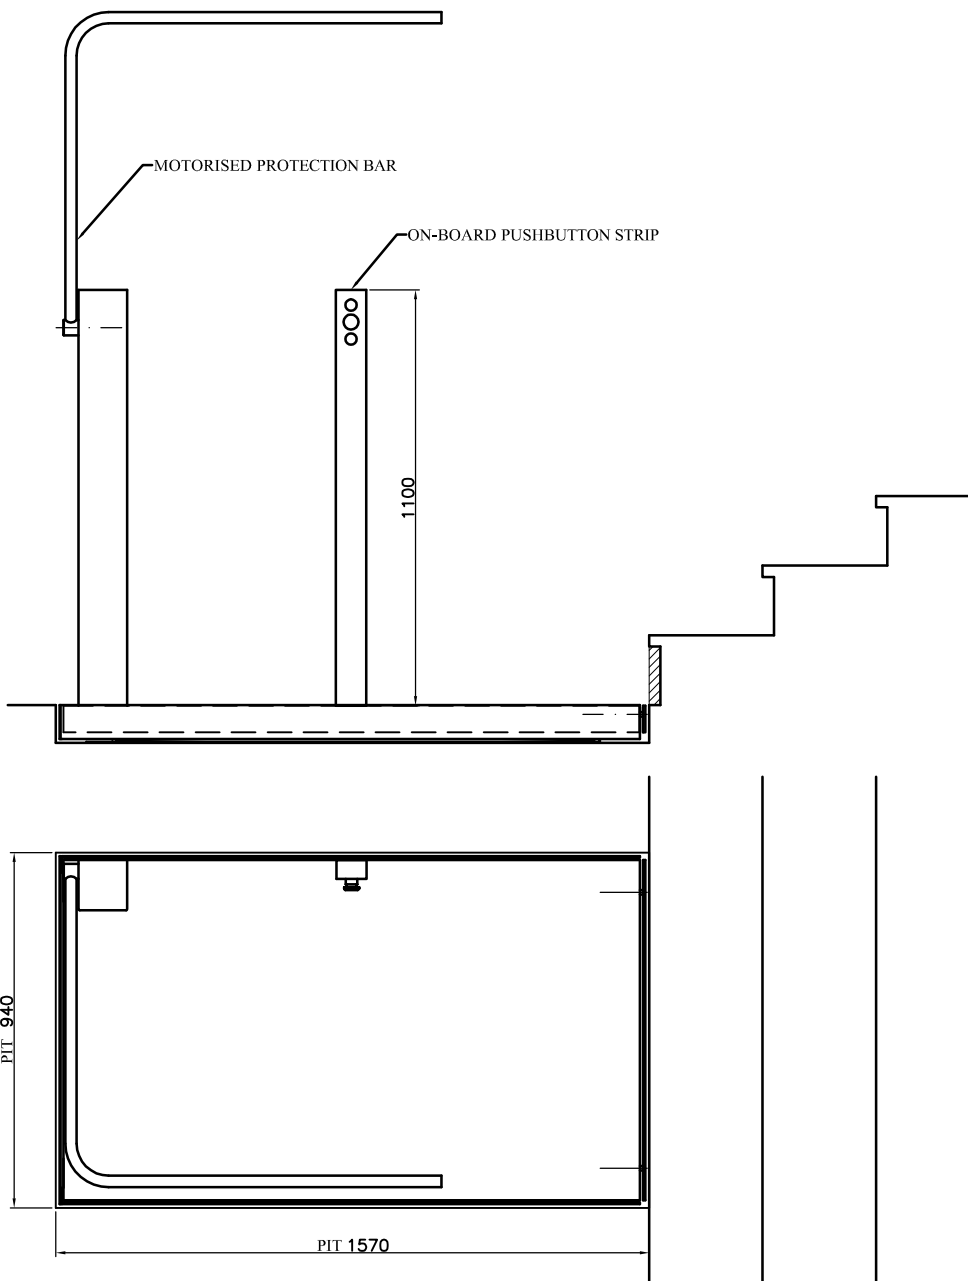 MOTORISED PROTECTION BAR
ON-BOARD PUSHBUTTON STRIP
1100
PIT 940
PIT 1570